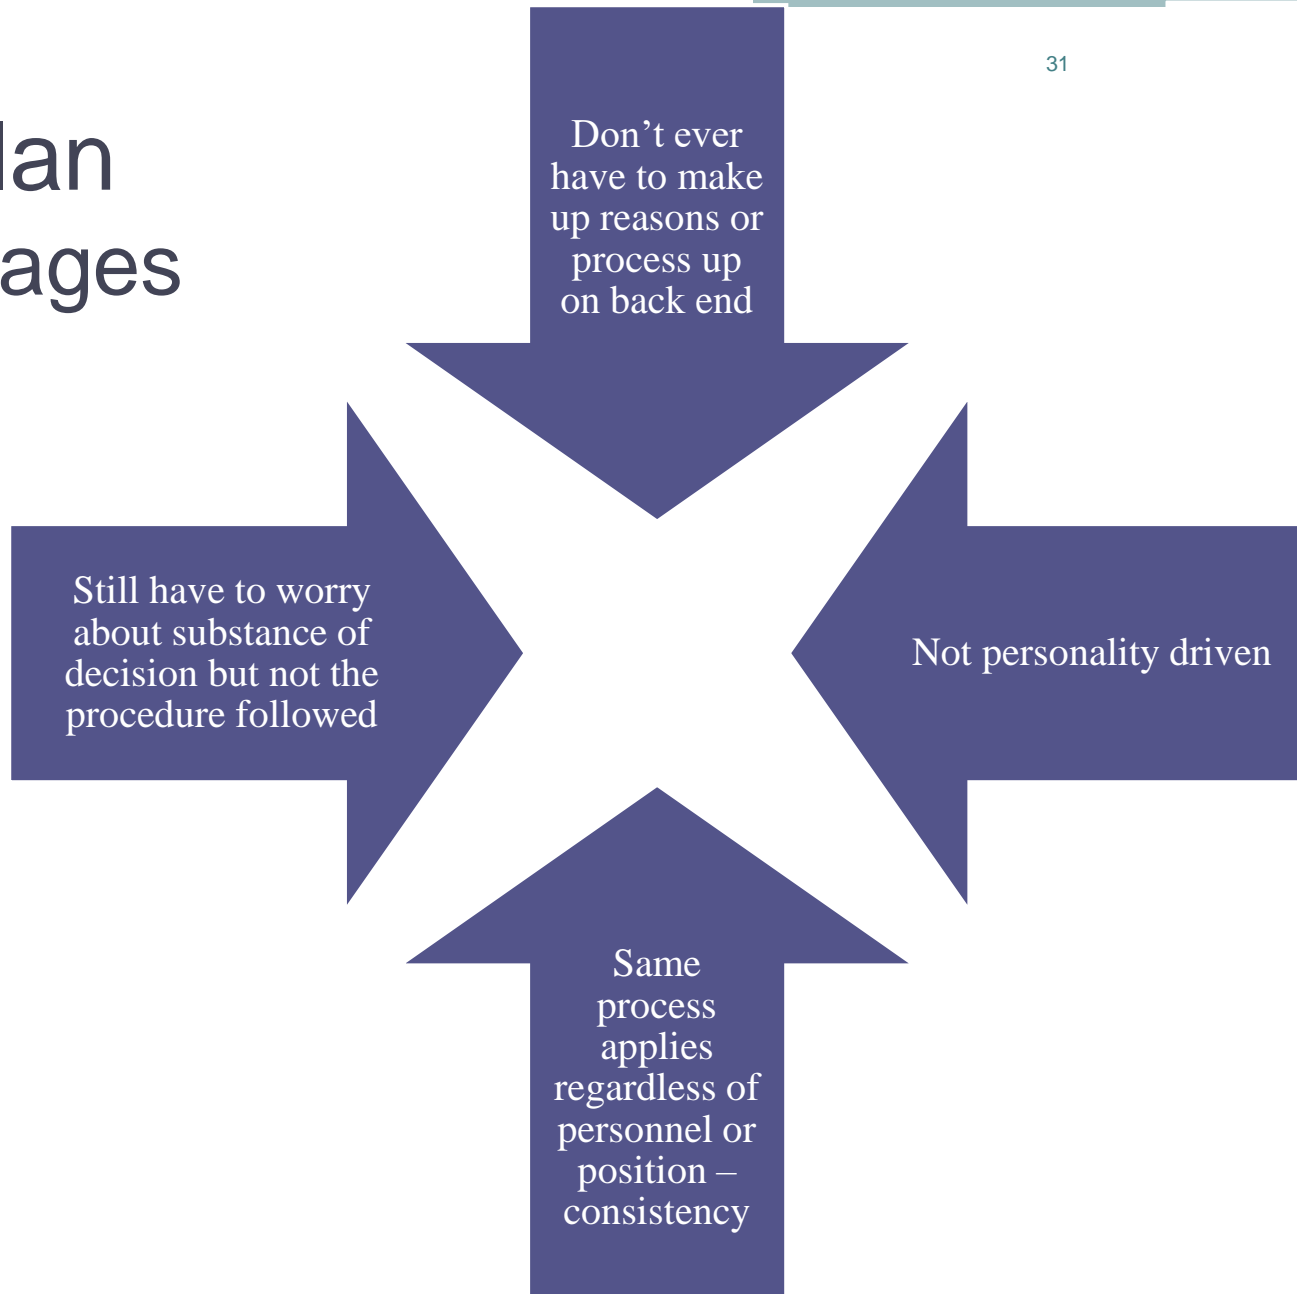 31
lan
ages
Don’t ever
have to make
up reasons or
process up
on back end
Still have to worry
about substance of
decision but not the
procedure followed
Not personality driven
Same
process
applies
regardless of
personnel or
position –
consistency